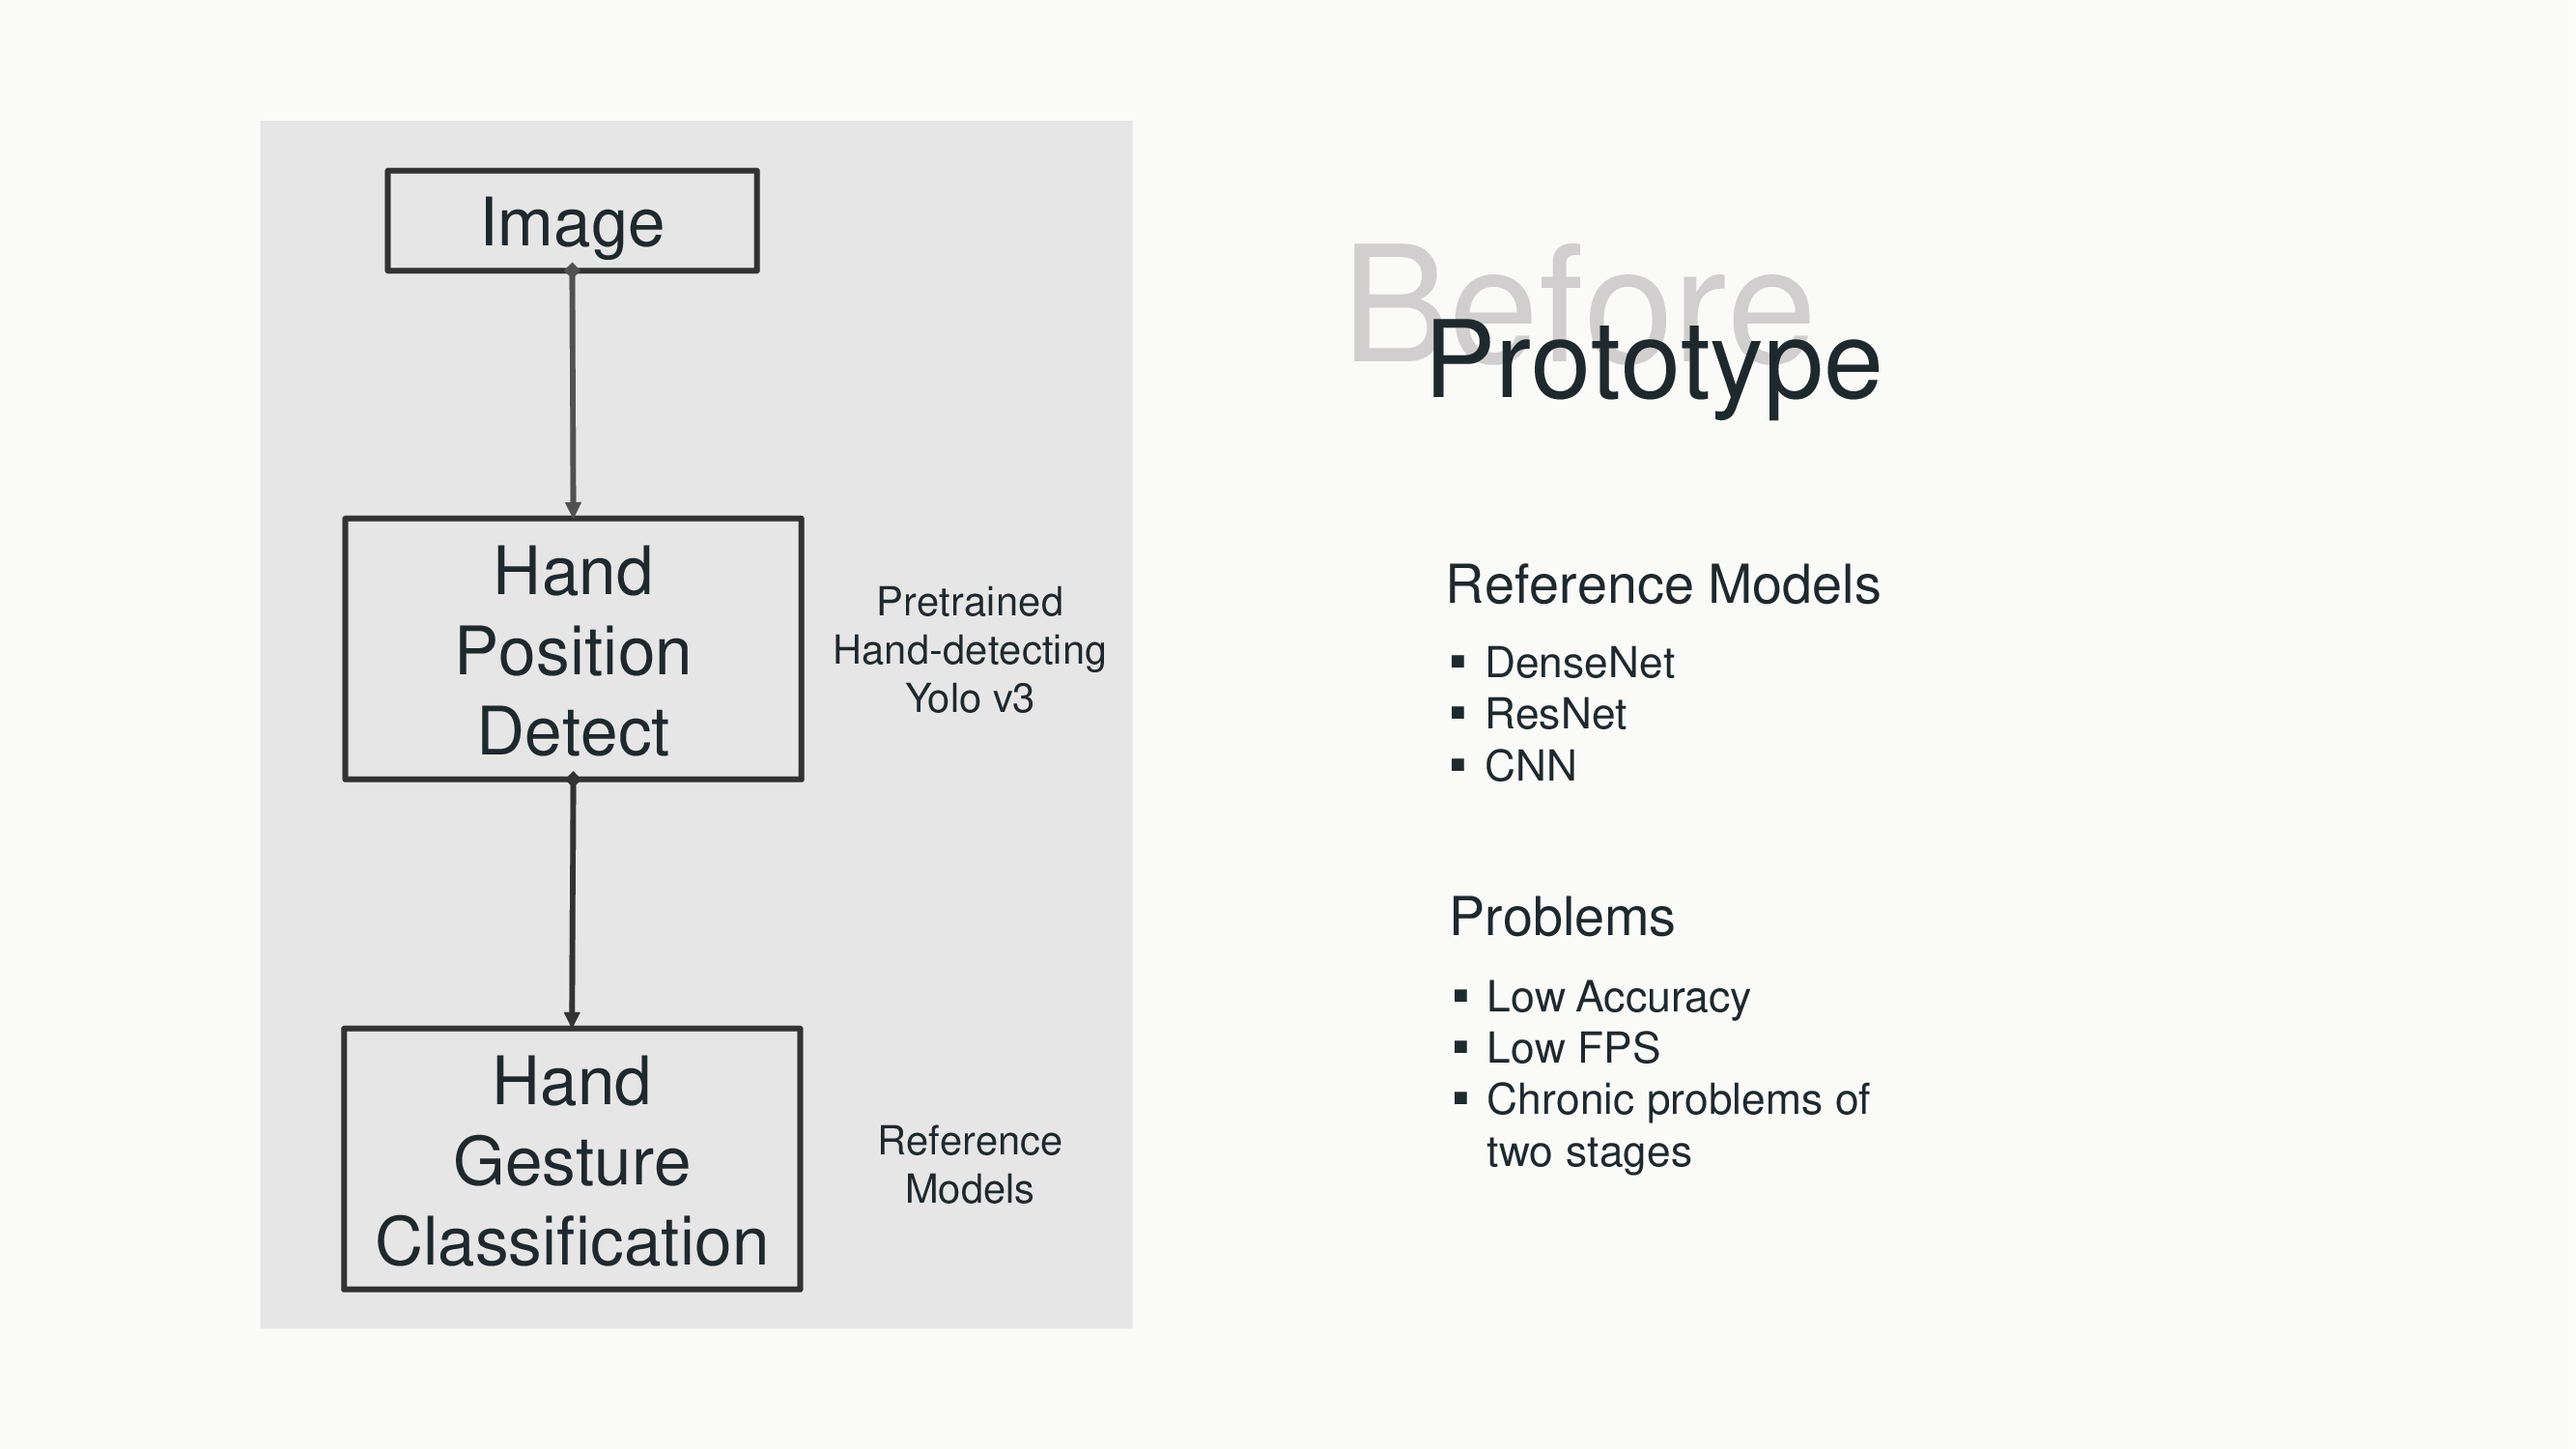 Image
Hand
Position
Detect
Pretrained
Hand-detecting
Yolo v3
Hand
Gesture
Classification
Reference
Models
Before
Prototype
Reference Models
▪ DenseNet
▪ ResNet
▪ CNN
Problems
▪ Low Accuracy
▪ Low FPS
▪ Chronic problems of
two stages